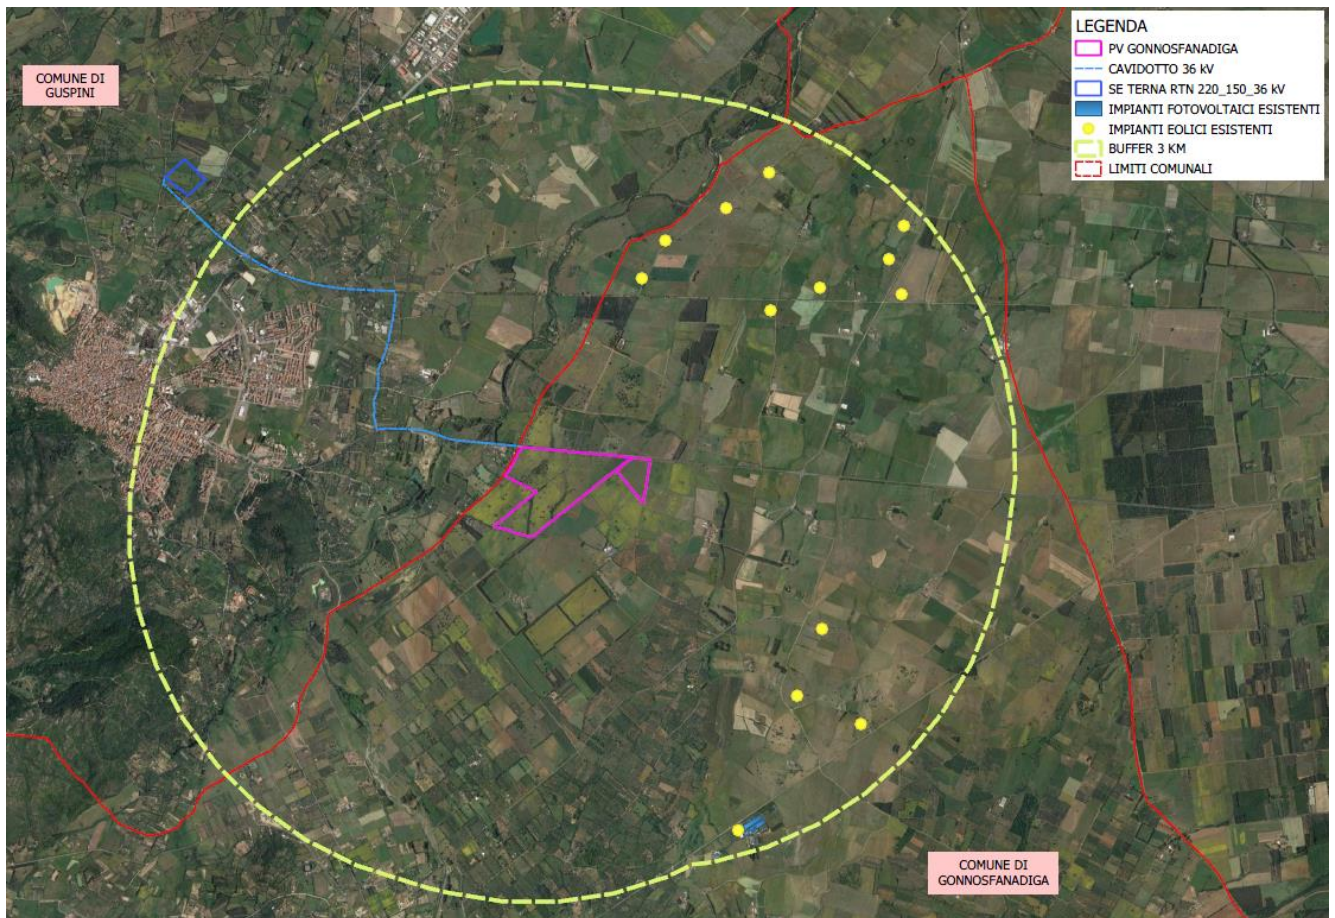 COMUNE DI
GUSPINI
LEGENDA
PV GONNOSFANADIGA
CAVIDOTTO 36 kV
SE TERNA RTN 220_150_36 kV
IMPIANTI FOTOVOLTAICI ESISTENTI
IMPIANTI EOLICI ESISTENTI
BUFFER 3 KM
LIMITI COMUNALI
COMUNE DI
GONNOSFANADIGA